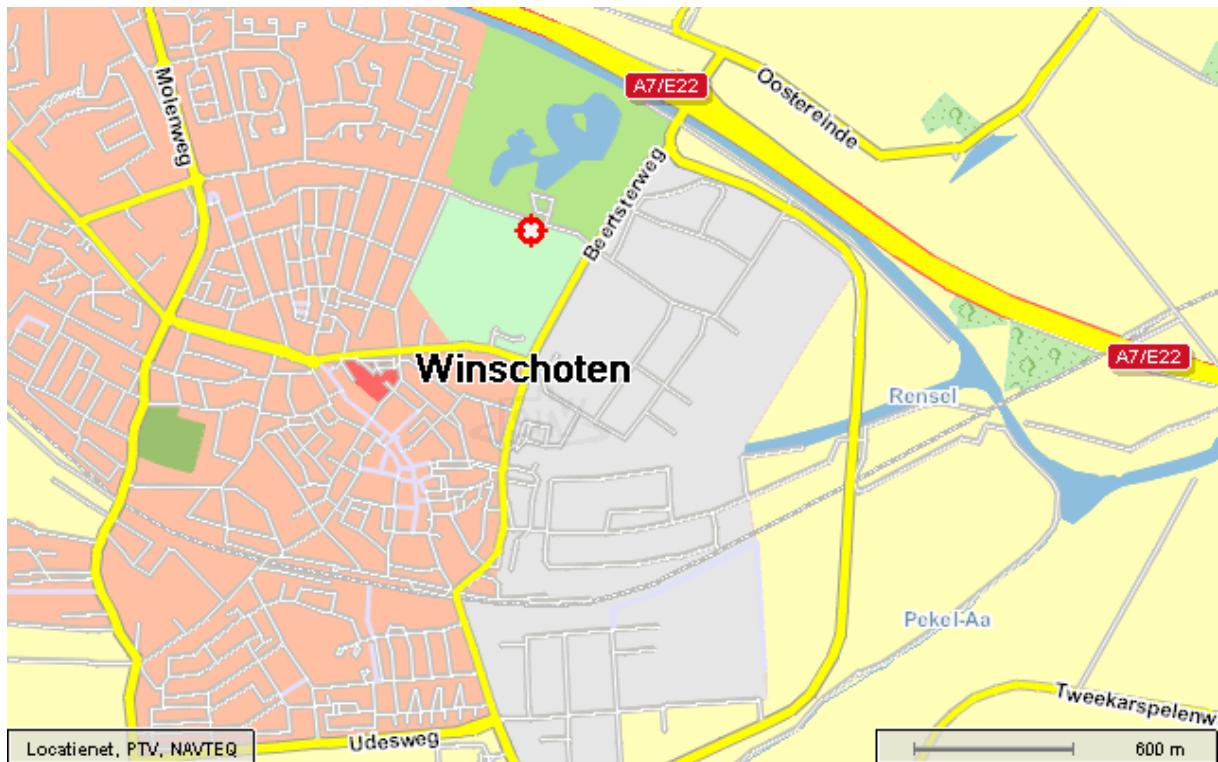 Molenweg
A7/E22
Oostereinde
Beertsterweg
Winschoten
A7/E22
Rensel
Pekel-Aa
Tweekarspelenw
Udesweg
Locatienet, PTV, NAVTEQ
600 m